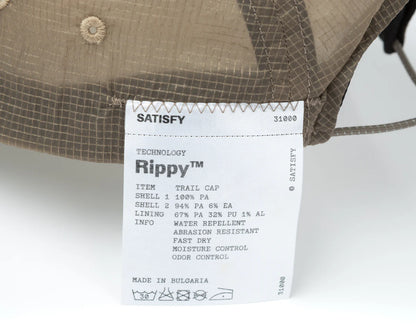 SATISFY 31000
TECHNOLOGY
Rippy™
ITEM TRAIL CAP
SHELL 1 100% PA
SHELL 2 94% PA 6% EA
LINING 67% PA 32% PU 1% AL
INFO WATER REPELLENT
ABRASION RESISTANT
FAST DRY
MOISTURE CONTROL
ODOR CONTROL
MADE IN BULGARIA
30
© SATISFY
31000